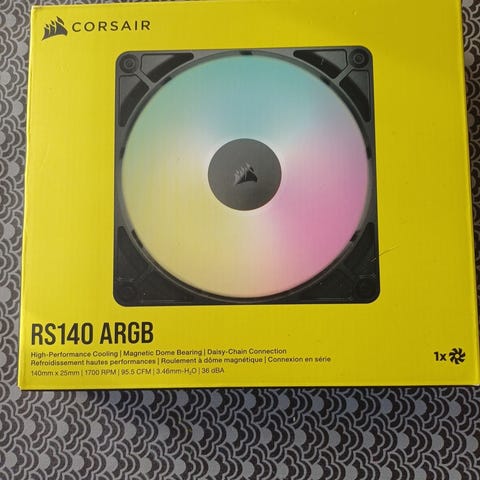 CORSAIR
RS140 ARGB
High-Performance Cooling | Magnetic Dome Bearing | Daisy-Chain Connection
Refroidissement hautes performances | Roulement à dôme magnétique | Connexion en série
140mm x 25mm | 1700 RPM | 95.5 CFM | 3.46mm-H₂O | 36 dBA
1x